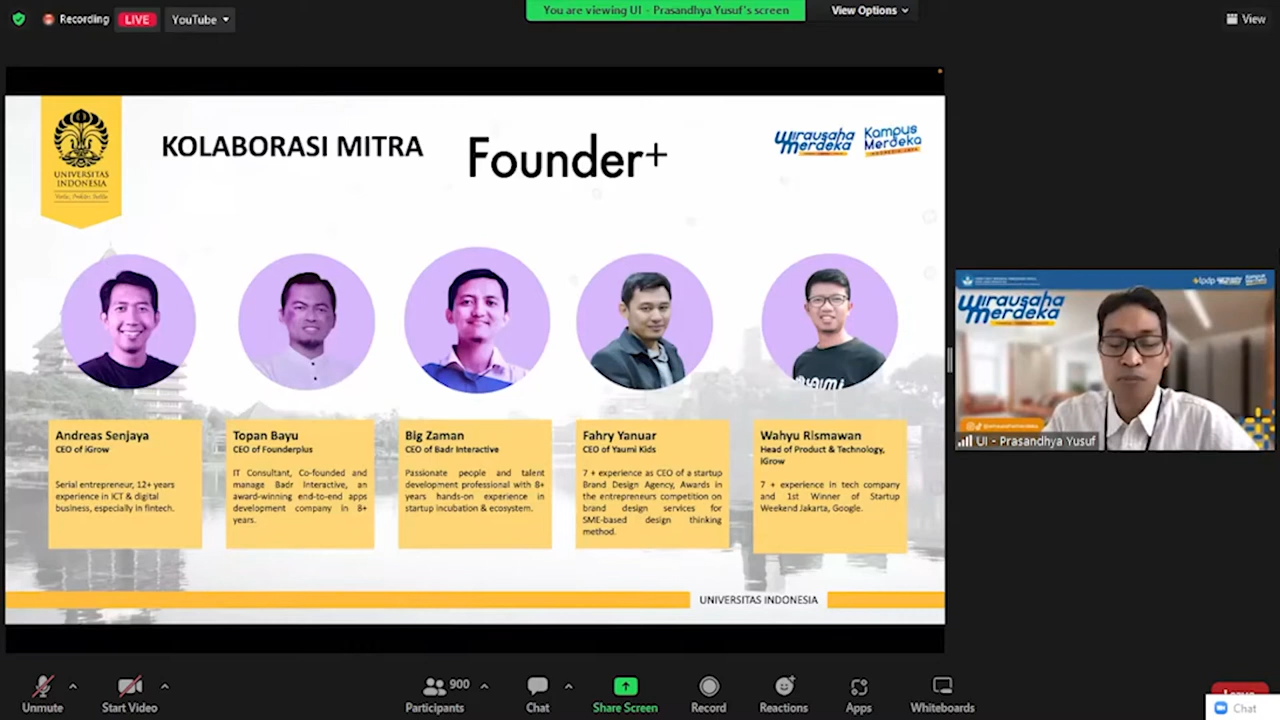 Recording
LIVE
YouTube
You are viewing UI - Prasandhya Yusuf's screen
View Options
View
UNIVERSITAS
INDONESIA
KOLABORASI MITRA
Founder+
Wirausaha
Merdeka
Kampus
Merdeka
INDONESIA JAYA
Andreas Senjaya
CEO of iGrow
Serial entrepreneur, 12+ years
experience in ICT & digital
business, especially in fintech.
Topan Bayu
CEO of Founderplus
IT Consultant, Co-founded and
manage Badr Interactive, an
award-winning end-to-end apps
development company in 8+
years.
Big Zaman
CEO of Badr Interactive
Passionate people and talent
development professional with 8+
years hands-on experience in
startup incubation & ecosystem.
Fahry Yanuar
CEO of Yaumi Kids
7 + experience as CEO of a startup
Brand Design Agency, Awards in
the entrepreneurs competition on
brand design services for
SME-based design thinking
method.
Wahyu Rismawan
Head of Product & Technology,
iGrow
7 + experience in tech company
and 1st Winner of Startup
Weekend Jakarta, Google.
UNIVERSITAS INDONESIA
lpdp
Wirausaha
Merdeka
UI - Prasandhya Yusuf
Unmute
Start Video
900
Participants
Chat
Share Screen
Record
Reactions
Apps
Whiteboards
Chat